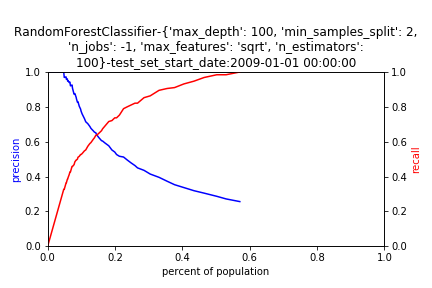 RandomForestClassifier-{'max_depth': 100, 'min_samples_split': 2,
'n_jobs': -1, 'max_features': 'sqrt', 'n_estimators':
100}-test_set_start_date:2009-01-01 00:00:00
1.0
0.8
0.6
0.4
0.2
0.0
precision
1.0
0.8
0.6
0.4
0.2
0.0
recall
0.0 0.2 0.4 0.6 0.8 1.0
percent of population